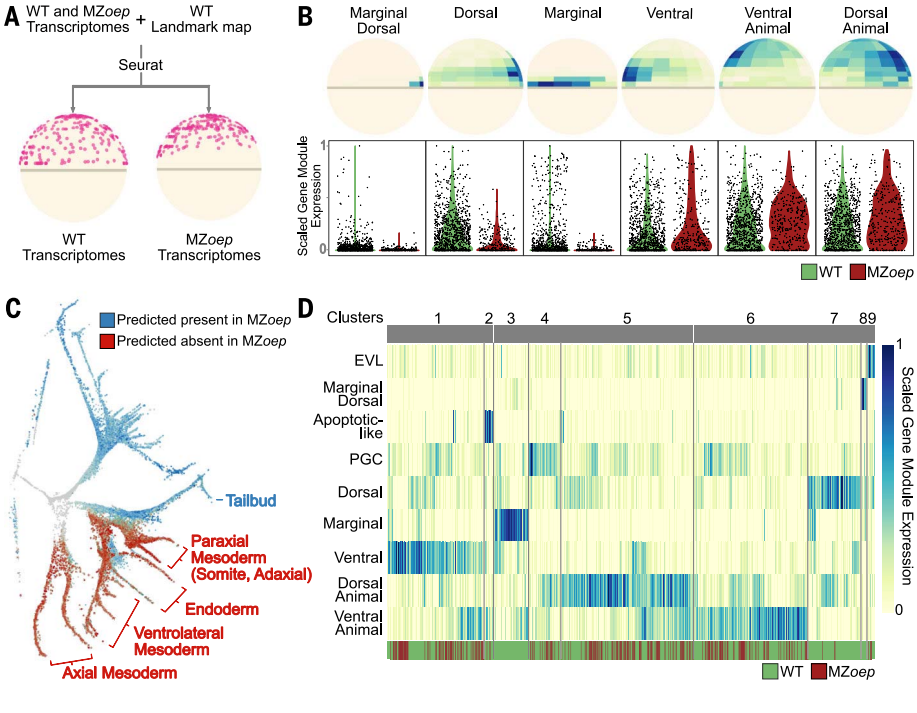 A
WT and MZoep + WT
Transcriptomes Landmark map
Seurat
WT
Transcriptomes
MZoep
Transcriptomes
B
Marginal
Dorsal
Dorsal
Marginal
Ventral
Ventral
Animal
Dorsal
Animal
Scaled Gene Module
Expression
1
0
WT MZoep
C
Predicted present in MZoep
Predicted absent in MZoep
Tailbud
Paraxial
Mesoderm
(Somite, Adaxial)
Endoderm
Ventrolateral
Mesoderm
Axial Mesoderm
D
Clusters 1 2 3 4 5 6 7 8 9
EVL
Marginal
Dorsal
Apoptotic-
like
PGC
Dorsal
Marginal
Ventral
Dorsal
Animal
Ventral
Animal
1
Scaled Gene Module Expression
0
WT MZoep